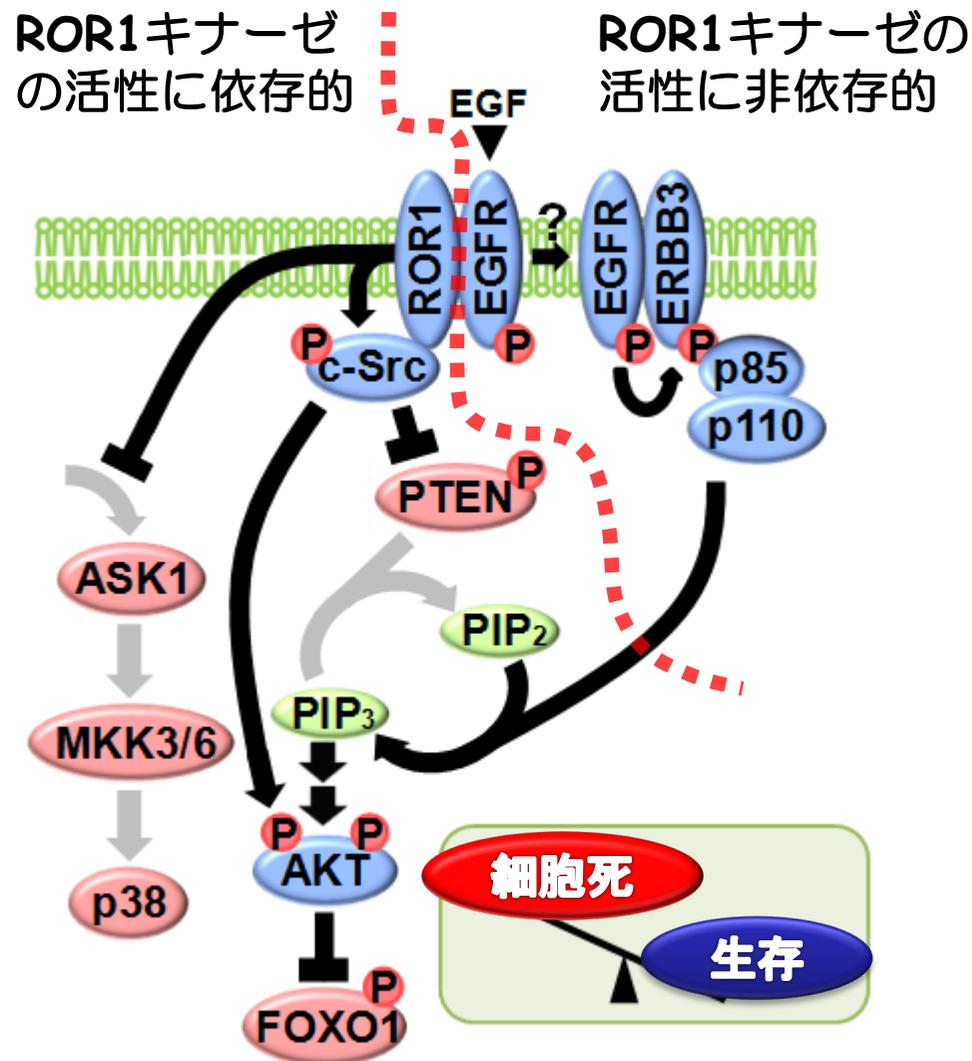 ROR1キナーゼ
の活性に依存的
ROR1キナーゼの
活性に非依存的
EGF
ROR1
EGFR
?
EGFR
ERBB3
P
c-Src
P
P
P
p85
p110
PTEN
P
ASK1
PIP2
PIP3
MKK3/6
P
P
AKT
p38
細胞死
生存
P
FOXO1